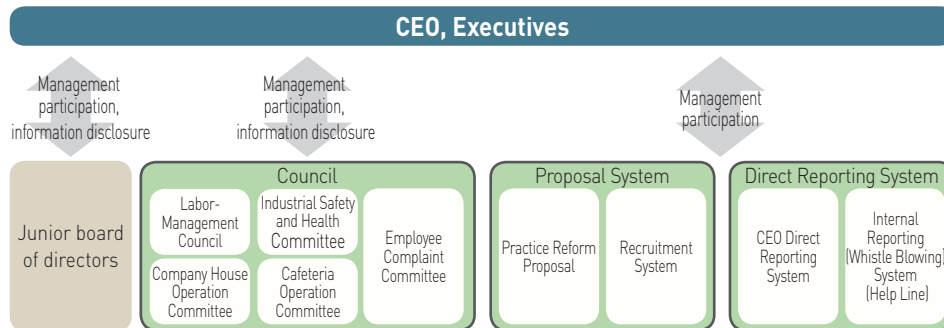 CEO, Executives
Management
participation,
information disclosure
Management
participation,
information disclosure
Management
participation
Junior board
of directors
Council
Labor-
Management
Council
Industrial Safety
and Health
Committee
Company House
Operation
Committee
Cafeteria
Operation
Committee
Employee
Complaint
Committee
Proposal System
Practice Reform
Proposal
Recruitment
System
Direct Reporting System
CEO Direct
Reporting
System
Internal
Reporting
(Whistle Blowing)
System
(Help Line)